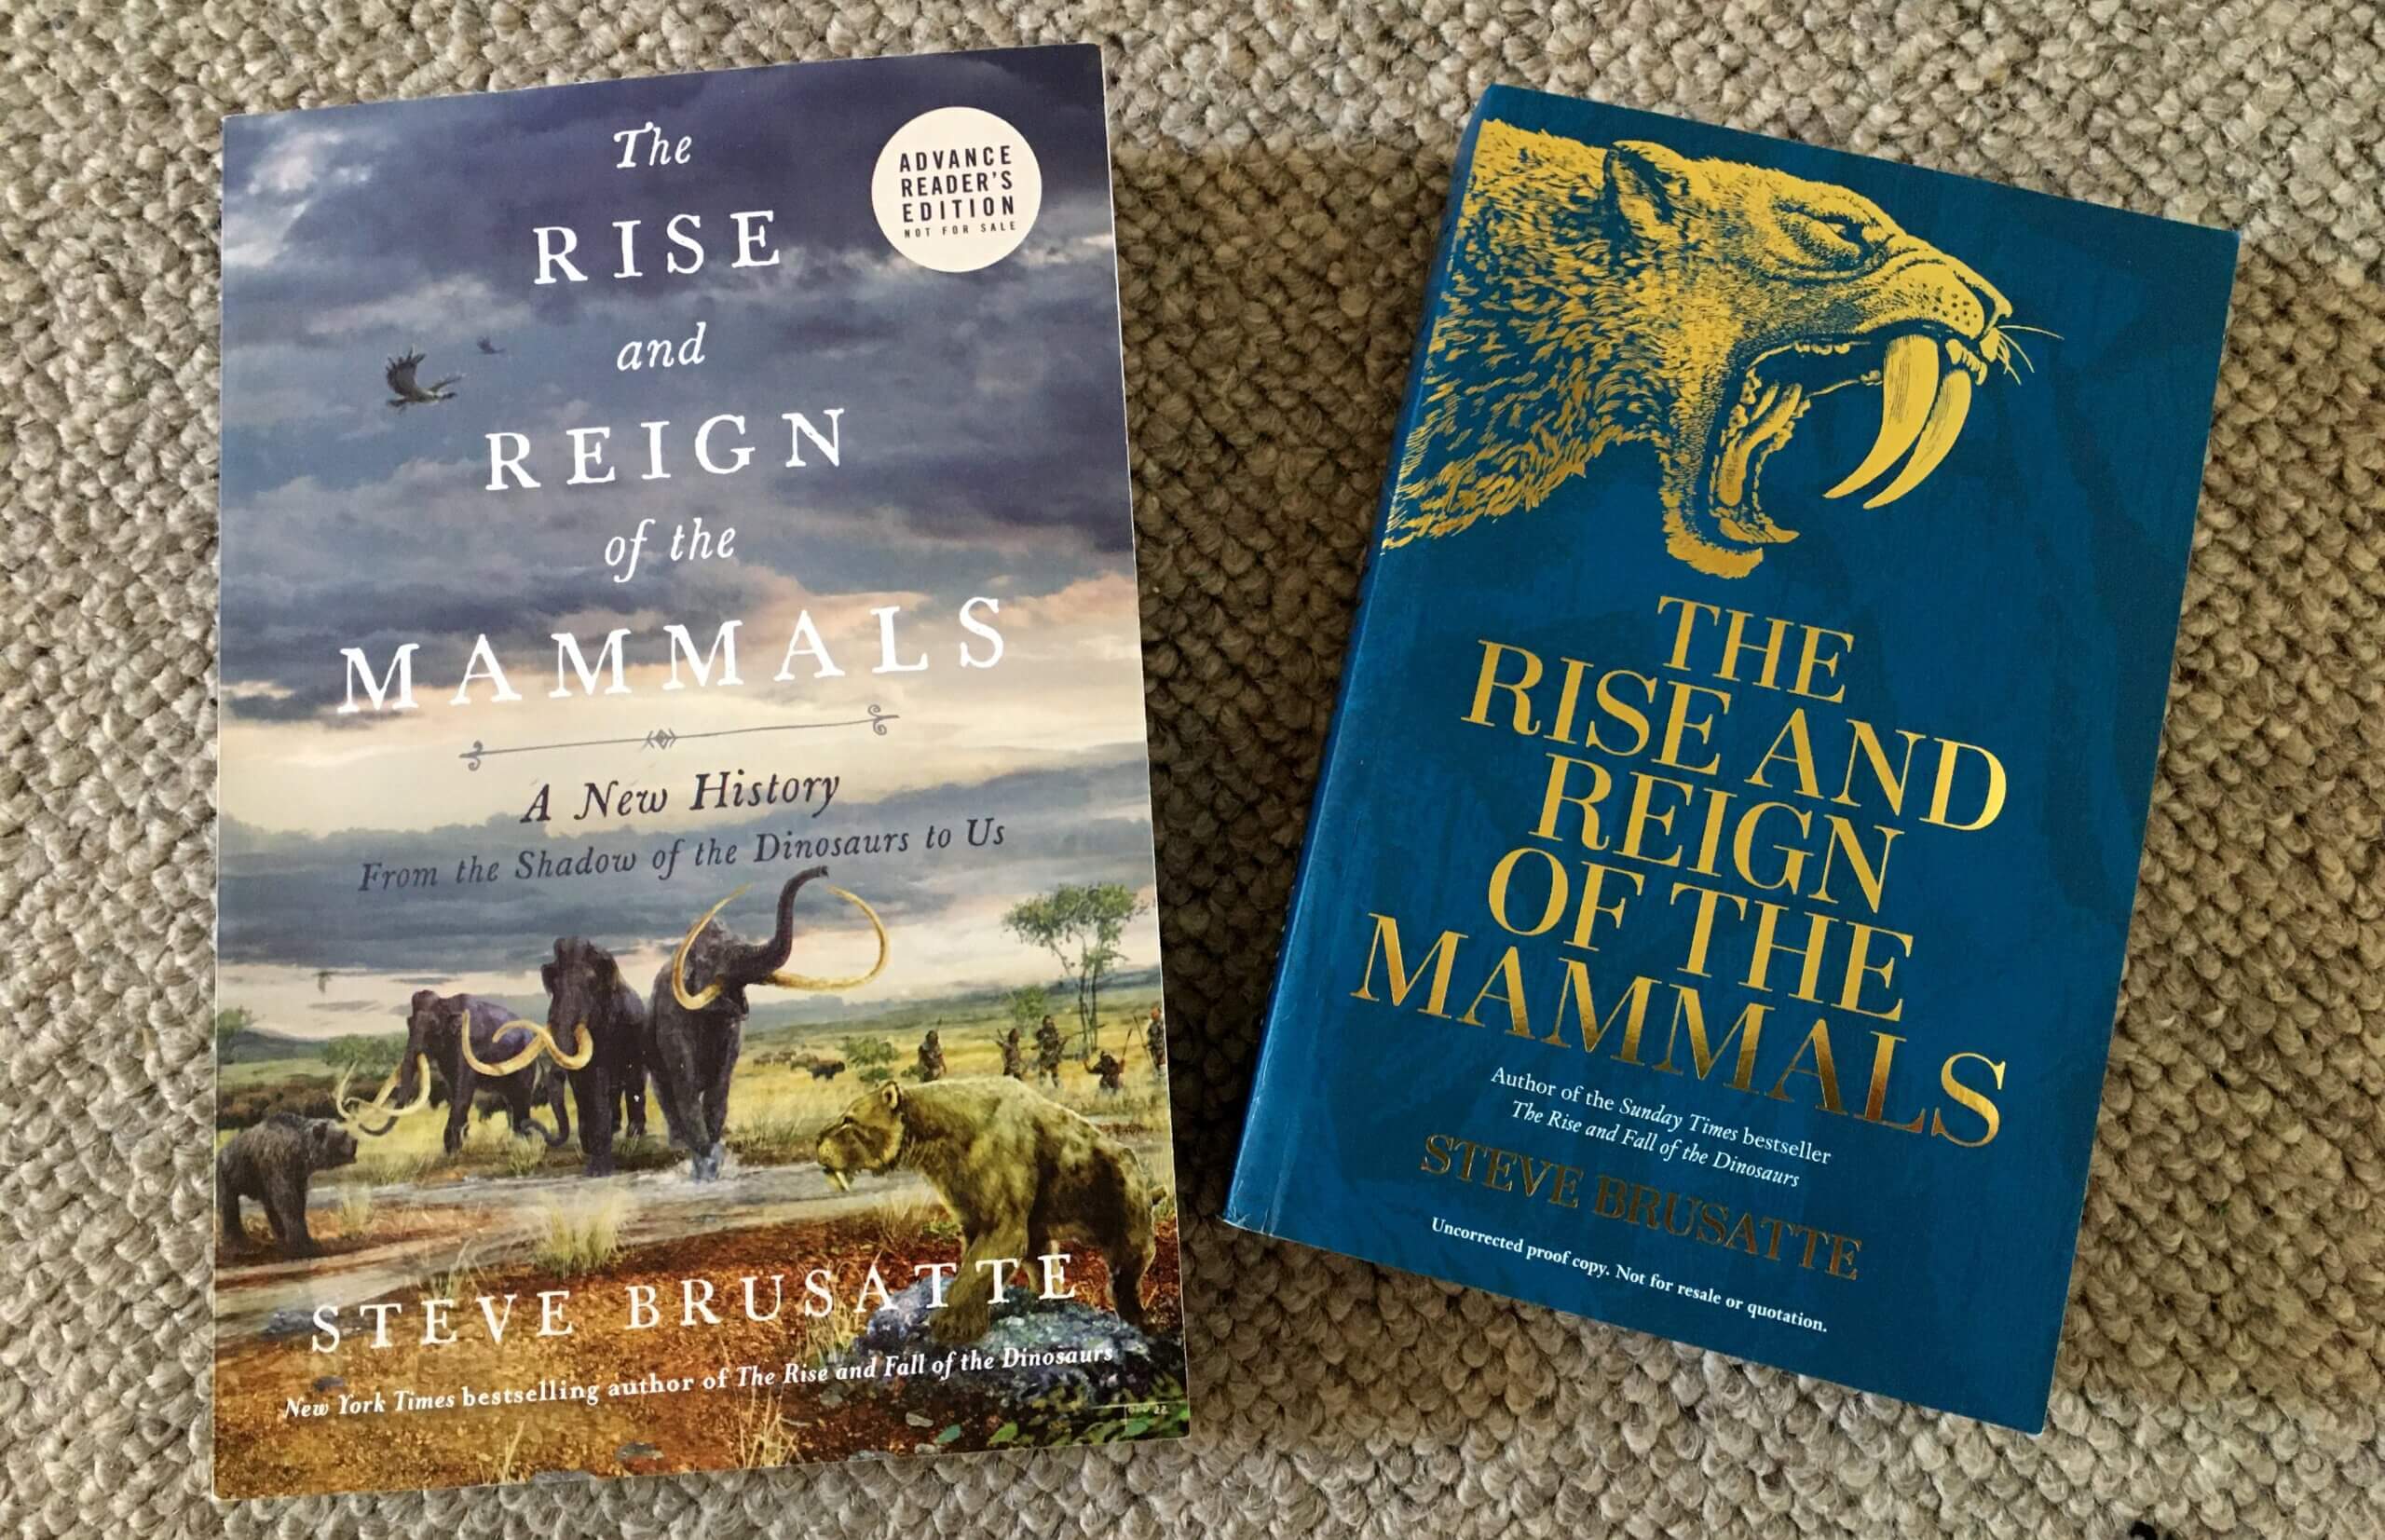 The
RISE
and
REIGN
of the
MAMMALS
A New History
From the Shadow of the Dinosaurs to Us
ADVANCE
READER'S
EDITION
NOT FOR SALE
STEVE BRUSATTE
New York Times bestselling author of The Rise and Fall of the Dinosaurs
THE
RISE AND
REIGN
OF THE
MAMMALS
Author of the Sunday Times bestseller
The Rise and Fall of the Dinosaurs
STEVE BRUSATTE
Uncorrected proof copy. Not for resale or quotation.